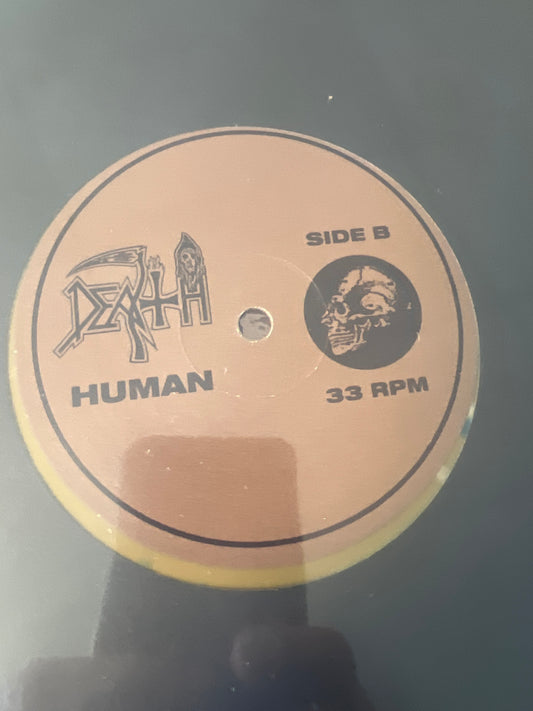 DEATH
HUMAN
SIDE B
33 RPM